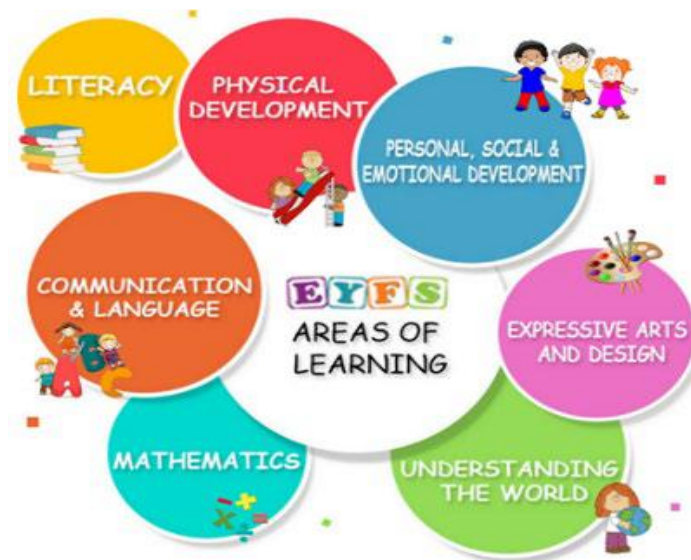 LITERACY
PHYSICAL
DEVELOPMENT
PERSONAL, SOCIAL &
EMOTIONAL DEVELOPMENT
COMMUNICATION
& LANGUAGE
EYFS
AREAS OF
LEARNING
EXPRESSIVE ARTS
AND DESIGN
MATHEMATICS
UNDERSTANDING
THE WORLD
ABC